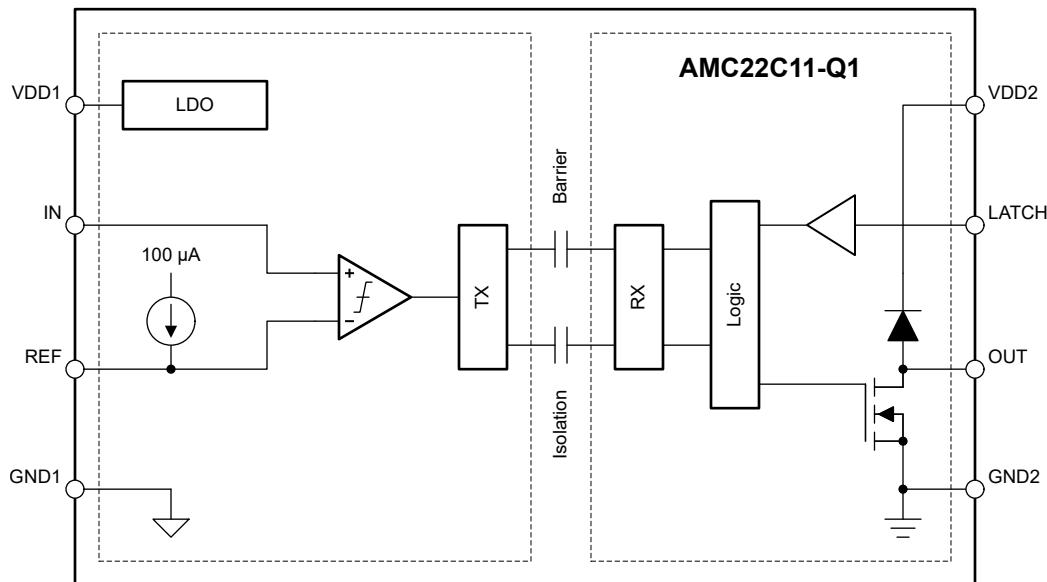 AMC22C11-Q1
VDD1
LDO
VDD2
Barrier
IN
LATCH
100 µA
+
−
TX
RX
Logic
REF
OUT
Isolation
GND1
GND2